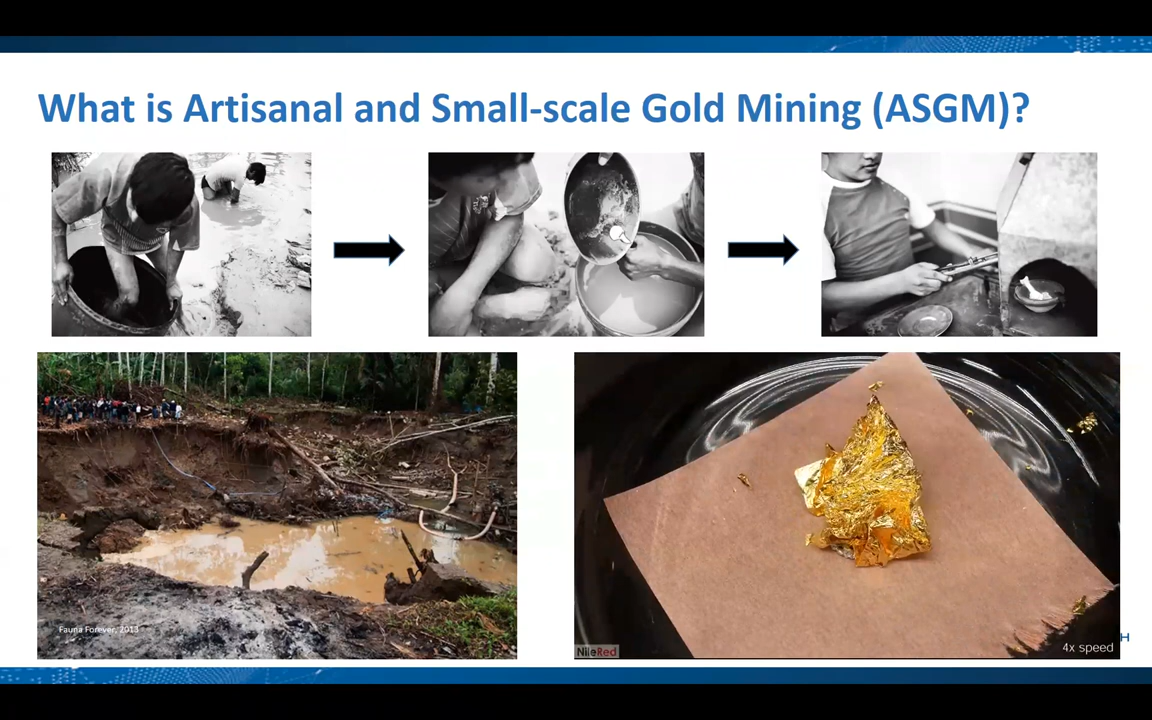 What is Artisanal and Small-scale Gold Mining (ASGM)?
Fauna Forever, 2013
NileRed
4x speed
H